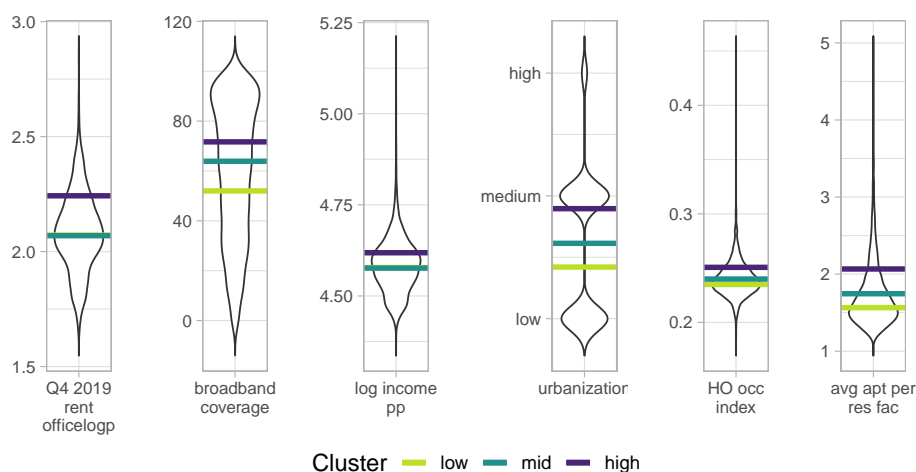 3.0
2.5
2.0
1.5
Q4 2019
rent
officelogp
120
80
40
0
broadband
coverage
5.25
5.00
4.75
4.50
log income
pp
high
medium
low
urbanization
0.4
0.3
0.2
HO occ
index
5
4
3
2
1
avg apt per
res fac
Cluster low mid high